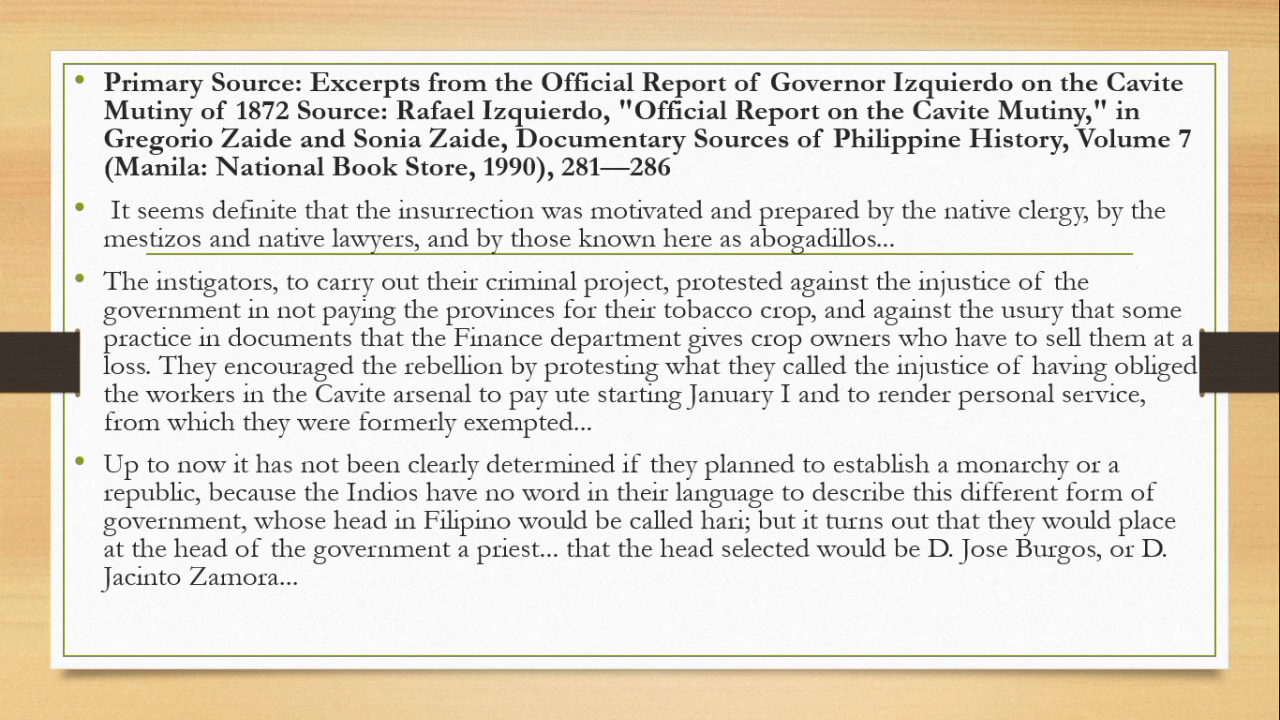 • Primary Source: Excerpts from the Official Report of Governor Izquierdo on the Cavite
Mutiny of 1872 Source: Rafael Izquierdo, "Official Report on the Cavite Mutiny," in
Gregorio Zaide and Sonia Zaide, Documentary Sources of Philippine History, Volume 7
(Manila: National Book Store, 1990), 281—286
• It seems definite that the insurrection was motivated and prepared by the native clergy, by the
mestizos and native lawyers, and by those known here as abogadillos...
• The instigators, to carry out their criminal project, protested against the injustice of the
government in not paying the provinces for their tobacco crop, and against the usury that some
practice in documents that the Finance department gives crop owners who have to sell them at a
loss. They encouraged the rebellion by protesting what they called the injustice of having obliged
the workers in the Cavite arsenal to pay ute starting January I and to render personal service,
from which they were formerly exempted...
• Up to now it has not been clearly determined if they planned to establish a monarchy or a
republic, because the Indios have no word in their language to describe this different form of
government, whose head in Filipino would be called hari; but it turns out that they would place
at the head of the government a priest... that the head selected would be D. Jose Burgos, or D.
Jacinto Zamora...